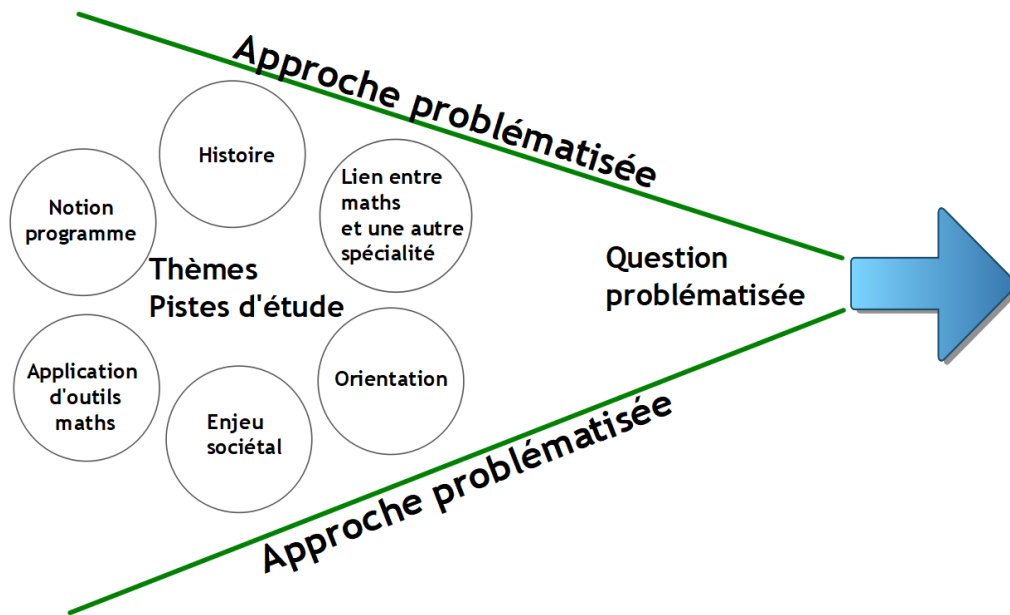 Approche problématisée
Histoire
Lien entre
maths
et une autre
spécialité
Notion
programme
Thèmes
Pistes d'étude
Question
problématisée
Application
d'outils
maths
Enjeu
sociétal
Orientation
Approche problématisée